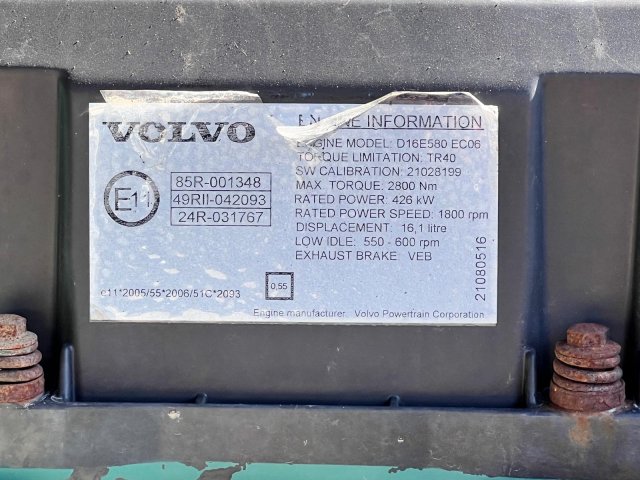 VOLVO
E11
85R-001348
49RII-042093
24R-031767
e11*2005/55*2006/51C*2093
0,55
ENGINE INFORMATION
ENGINE MODEL: D16E580 EC06
TORQUE LIMITATION: TR40
SW CALIBRATION: 21028199
MAX. TORQUE: 2800 Nm
RATED POWER: 426 kW
RATED POWER SPEED: 1800 rpm
DISPLACEMENT: 16,1 litre
LOW IDLE: 550 - 600 rpm
EXHAUST BRAKE VEB
21080516
Engine manufacturer: Volvo Powertrain Corporation